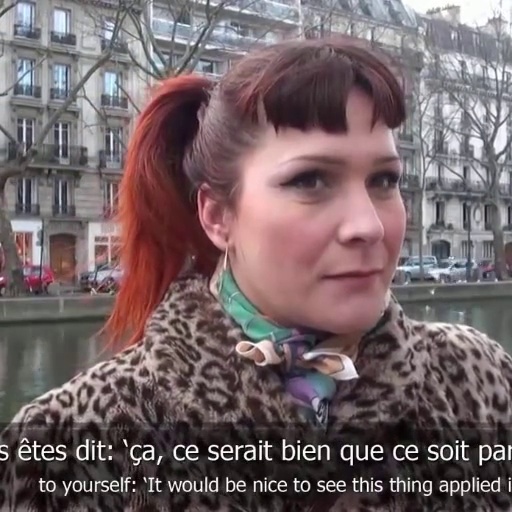 s êtes dit: ‘ça, ce serait bien que ce soit par
to yourself: ‘It would be nice to see this thing applied i